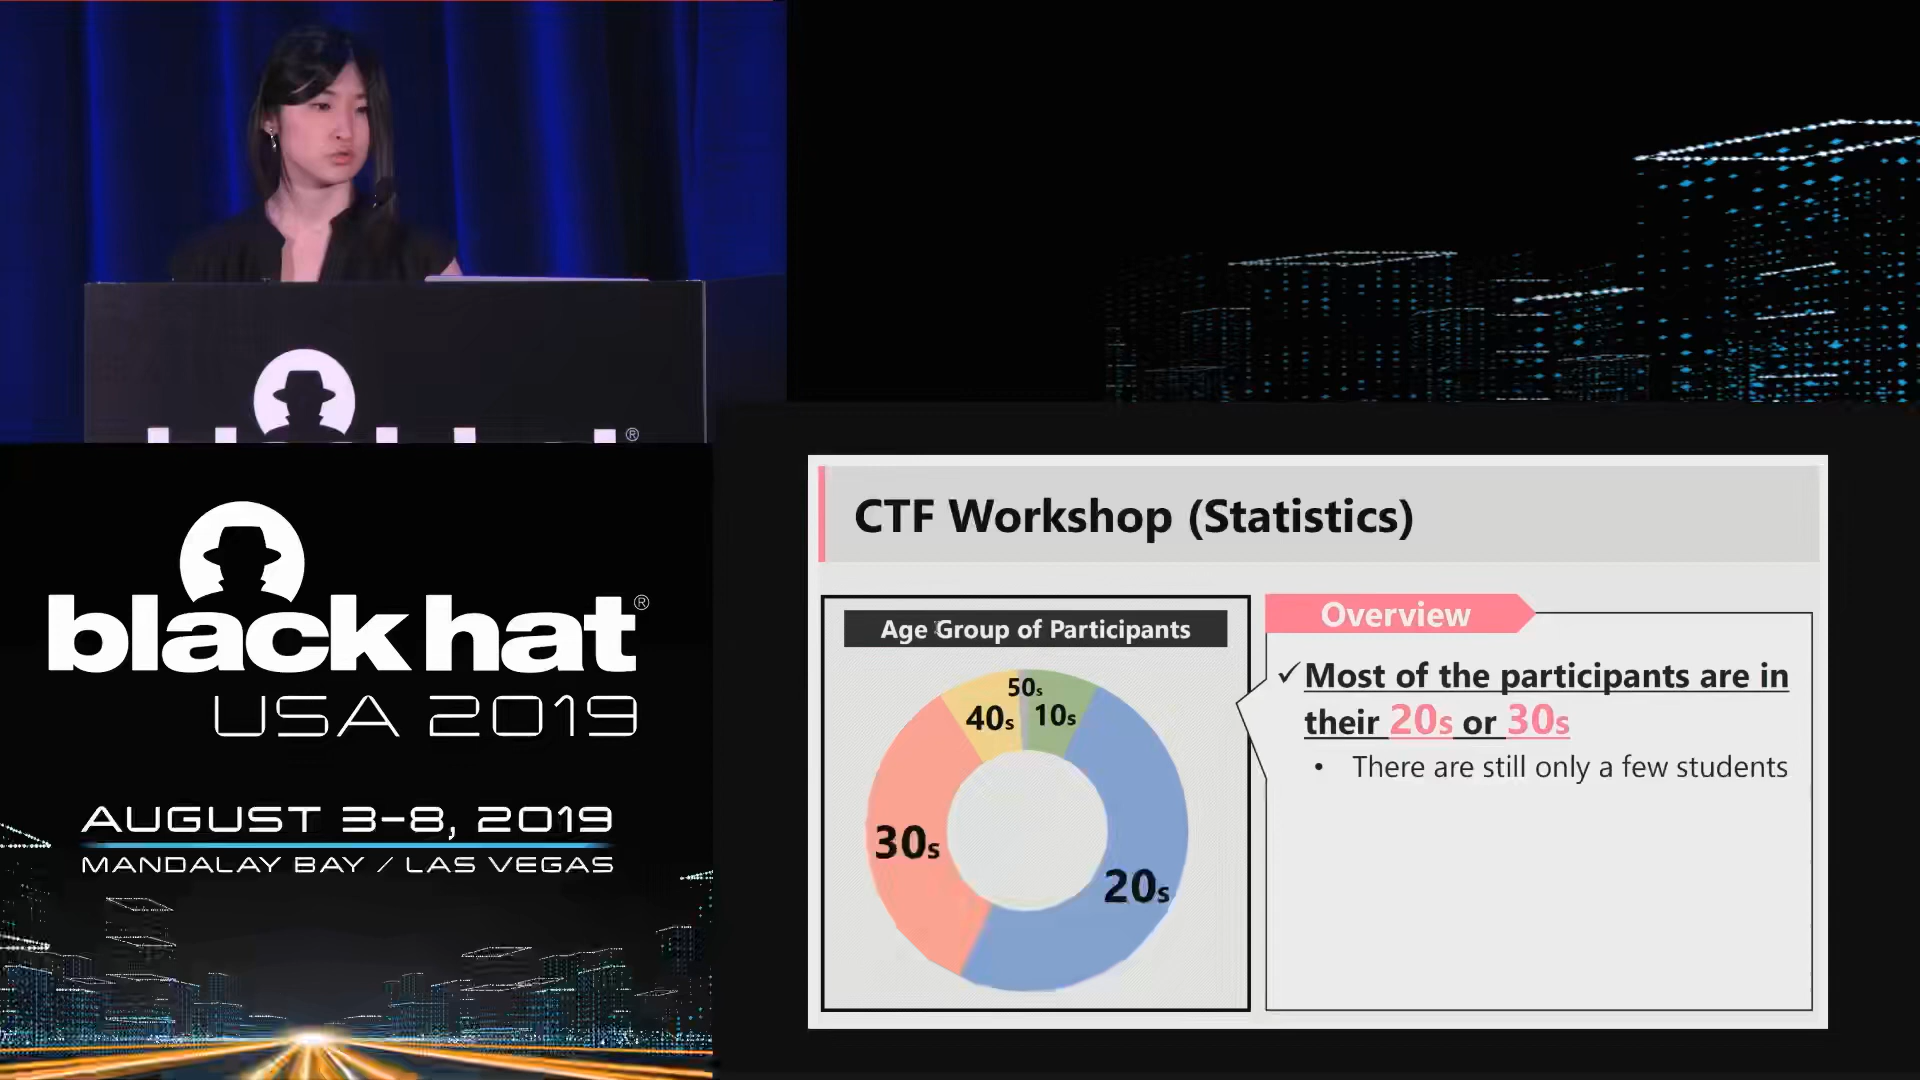 ®
black hat®
USA 2019
AUGUST 3-8, 2019
MANDALAY BAY / LAS VEGAS
CTF Workshop (Statistics)
Age Group of Participants
50s
40s 10s
30s
20s
Overview
✓ Most of the participants are in
their 20s or 30s
• There are still only a few students